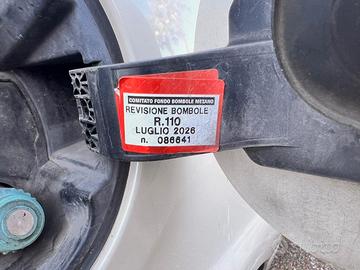 COMITATO FONDO BOMBOLE METANO
REVISIONE BOMBOLE
R.110
LUGLIO 2026
n. 086641